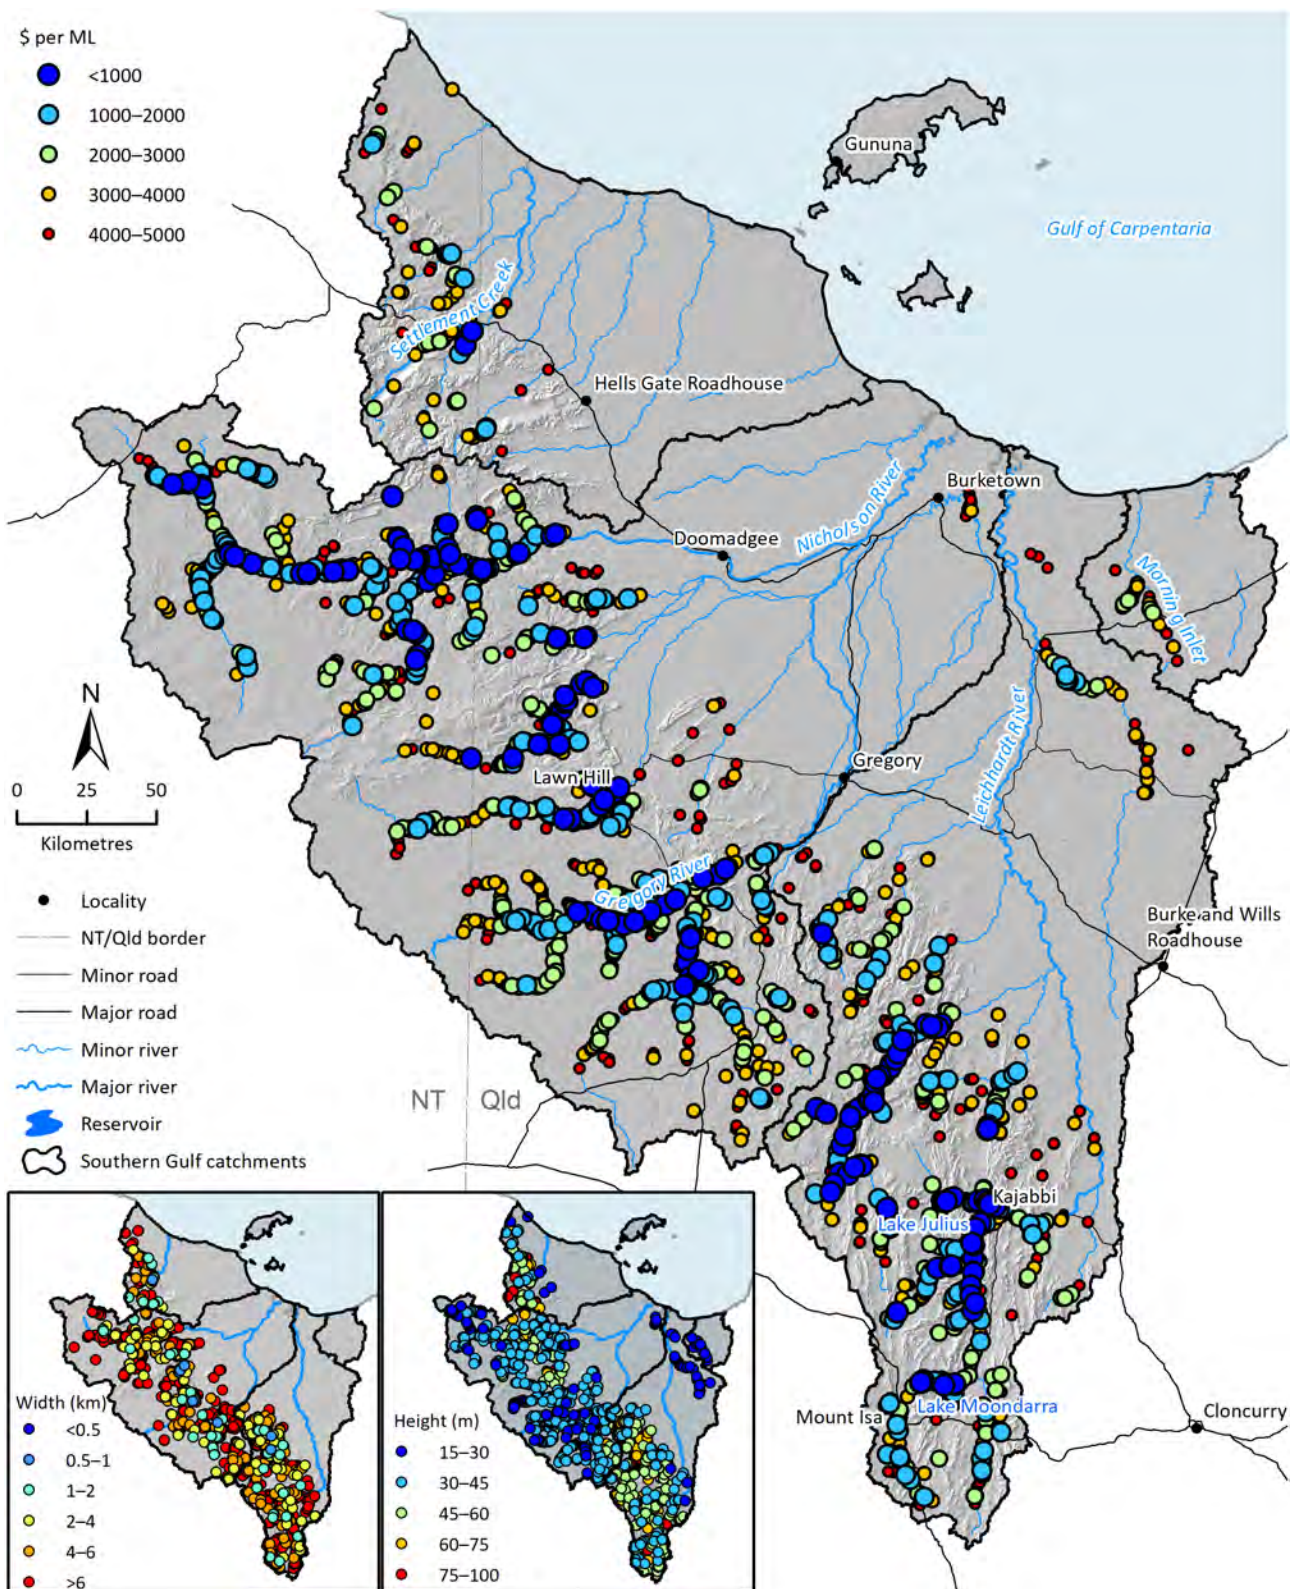 $ per ML
<1000
1000–2000
2000–3000
3000–4000
4000–5000
Gununa
Gulf of Carpentaria
Settlement Creek
Hells Gate Roadhouse
Nicholson River
Burketown
Doomadgee
Morning Inlet
N
0 25 50
Kilometres
Lawn Hill
Gregory
Leichhardt River
Gregory River
Burke and Wills
Roadhouse
Locality
NT/Qld border
Minor road
Major road
Minor river
Major river
Reservoir
Southern Gulf catchments
NT Qld
Kajabbi
Lake Julius
Mount Isa
Lake Moondarra
Cloncurry
Width (km)
<0.5
0.5–1
1–2
2–4
4–6
>6
Height (m)
15–30
30–45
45–60
60–75
75–100